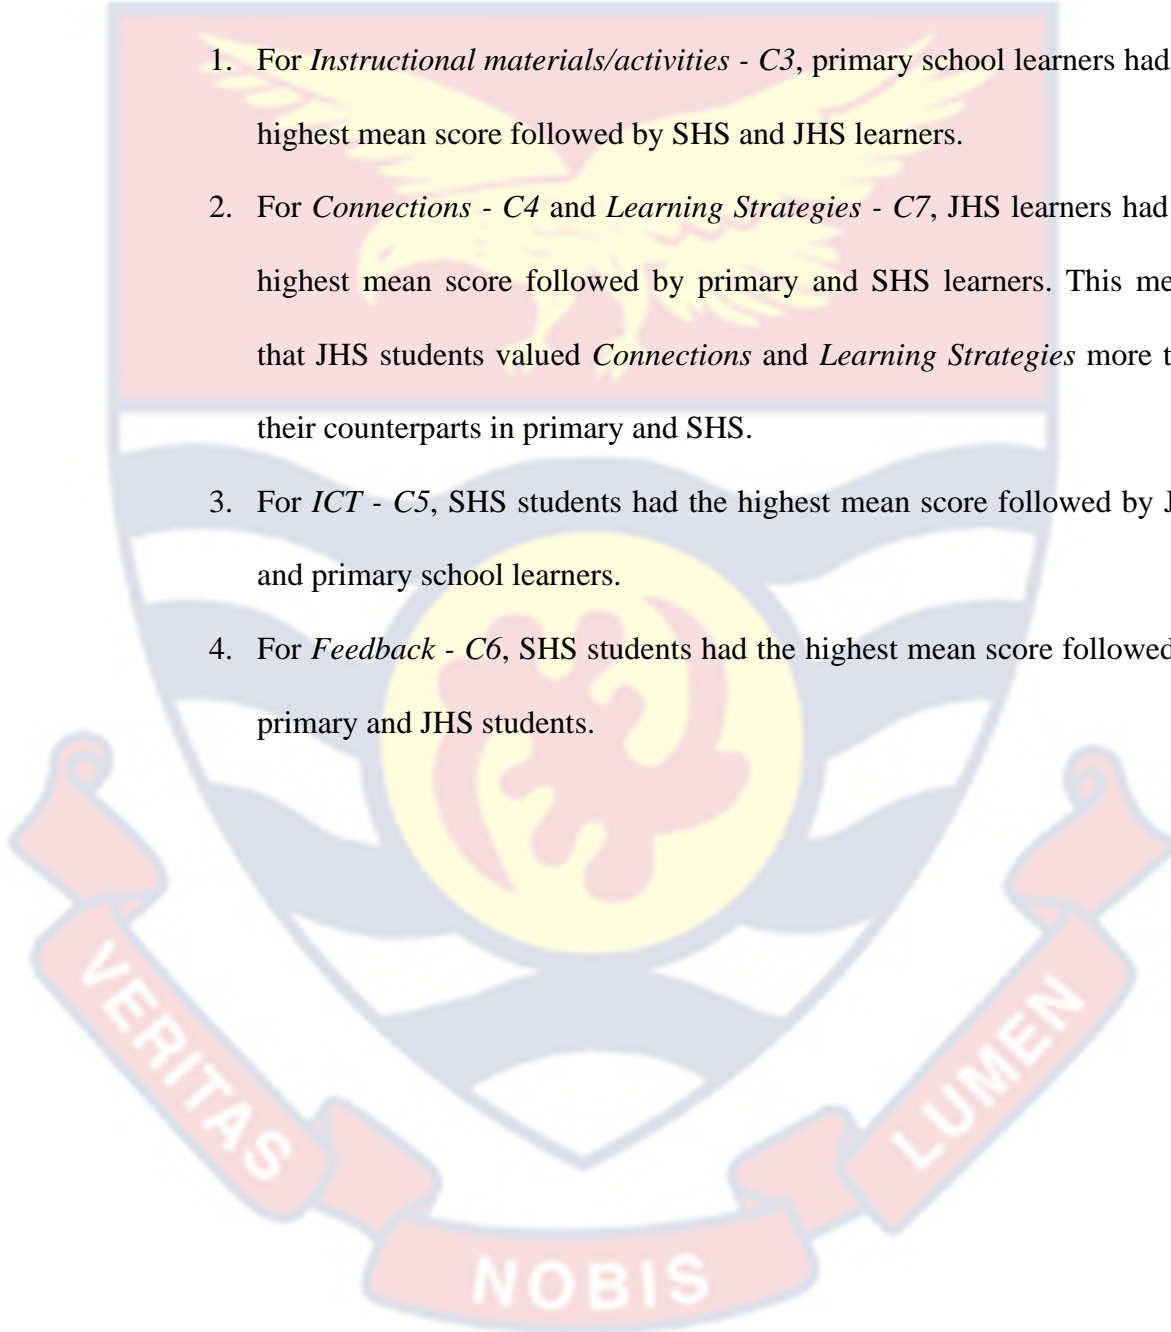 1. For Instructional materials/activities - C3, primary school learners had
highest mean score followed by SHS and JHS learners.
2. For Connections - C4 and Learning Strategies - C7, JHS learners had
highest mean score followed by primary and SHS learners. This
that JHS students valued Connections and Learning Strategies more
their counterparts in primary and SHS.
3. For ICT - C5, SHS students had the highest mean score followed by
and primary school learners.
4. For Feedback - C6, SHS students had the highest mean score followed
primary and JHS students.
VERITAS
NOBIS
LUMEN